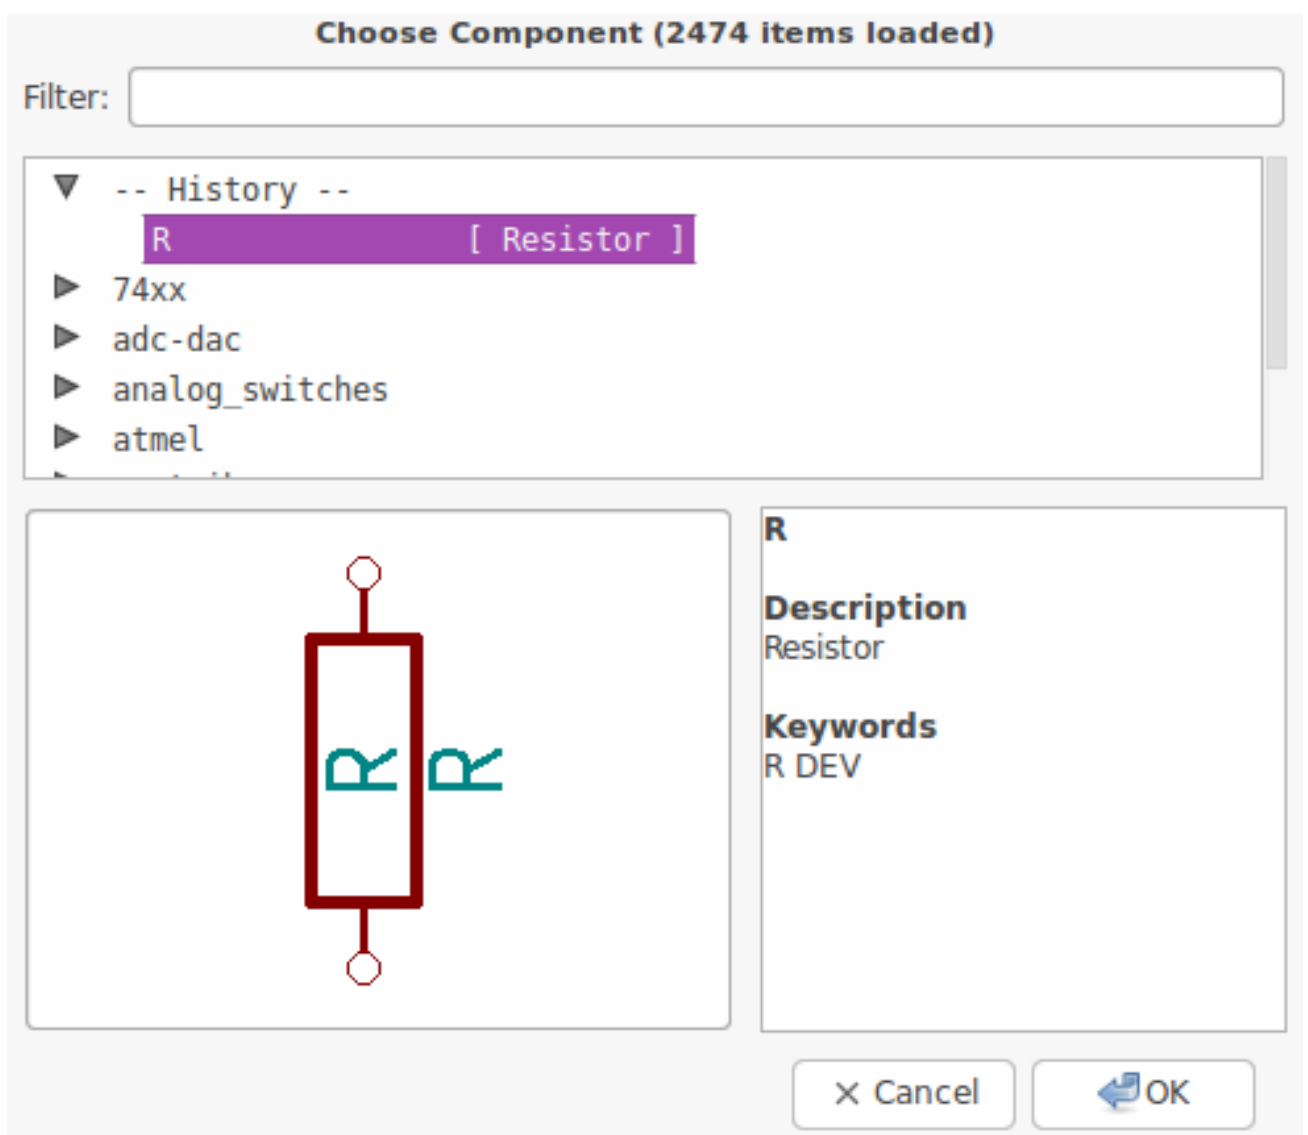 Choose Component (2474 items loaded)
Filter:
-- History --
R [ Resistor ]
74xx
adc-dac
analog_switches
atmel
R R
R
Description
Resistor
Keywords
R DEV
Cancel
OK